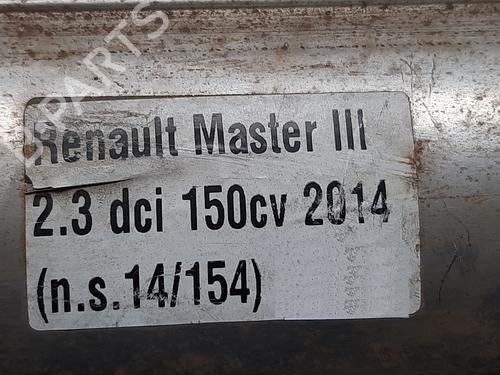 Renault Master III
2.3 dci 150cv 2014
(n.s.14/154)